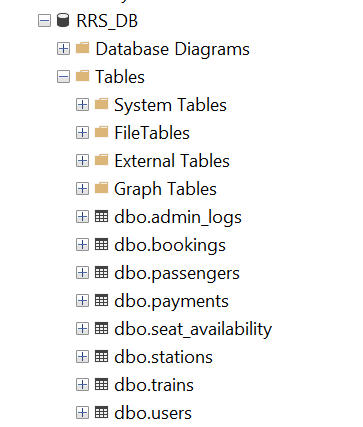 RRS_DB
Database Diagrams
Tables
System Tables
FileTables
External Tables
Graph Tables
dbo.admin_logs
dbo.bookings
dbo.passengers
dbo.payments
dbo.seat_availability
dbo.stations
dbo.trains
dbo.users